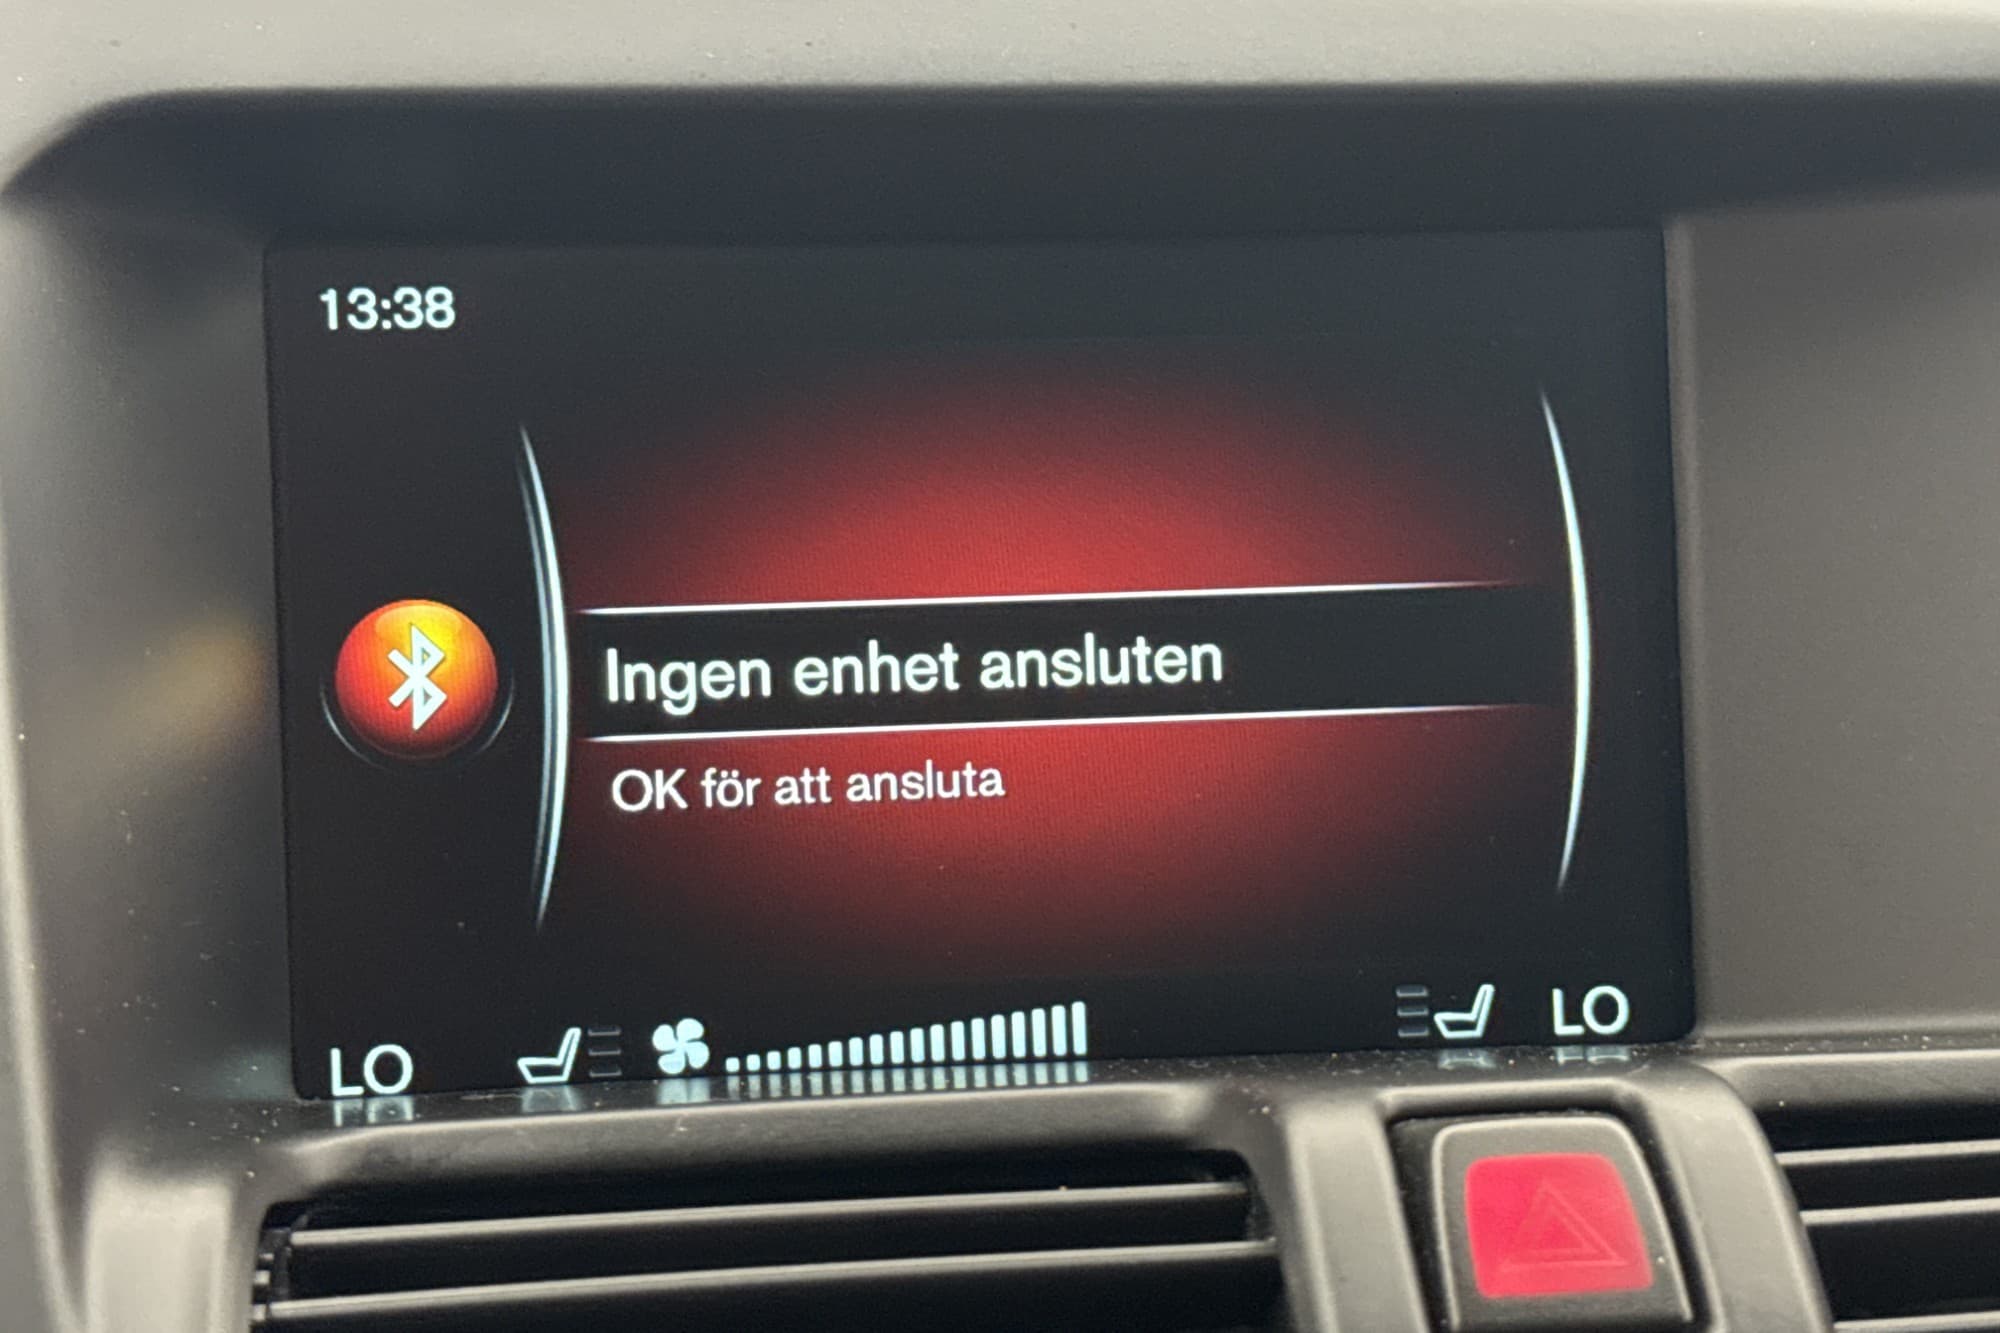 13:38
Ingen enhet ansluten
OK för att ansluta
LO
LO